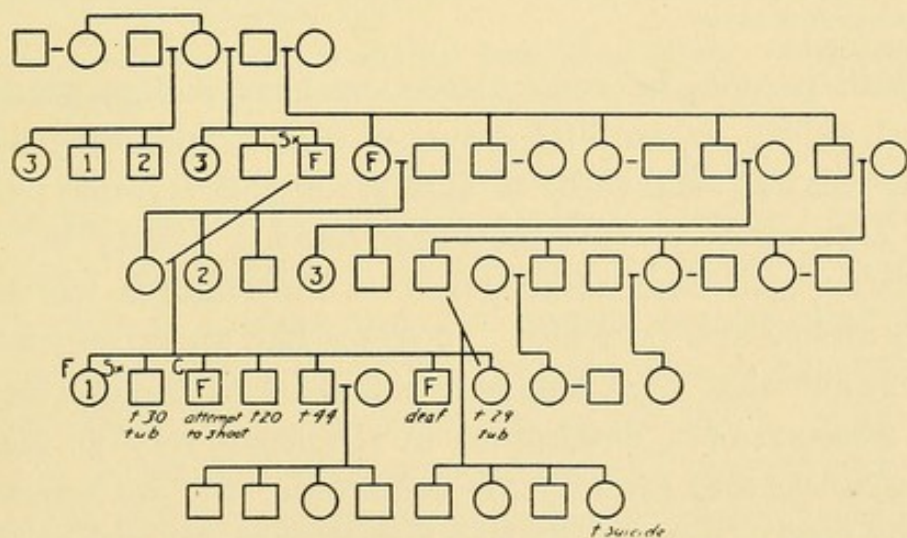 Sx
3 1 2 3 F F
2 3
F 1 Sx C F F
† 30 attempt † 20 † 44 deaf † 29
tub to shoot tub
† suicide